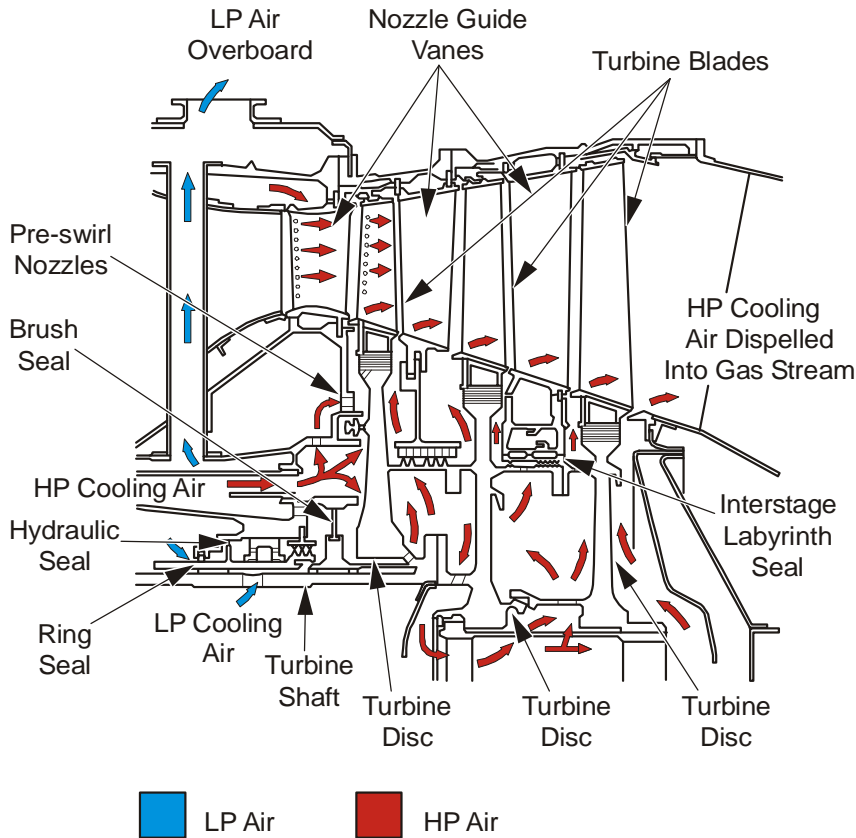 LP Air
Overboard
Nozzle Guide
Vanes
Turbine Blades
Pre-swirl
Nozzles
Brush
Seal
HP Cooling
Air Dispelled
Into Gas Stream
HP Cooling Air
Hydraulic
Seal
Interstage
Labyrinth
Seal
Ring
Seal
LP Cooling
Air
Turbine
Shaft
Turbine
Disc
Turbine
Disc
Turbine
Disc
LP Air
HP Air